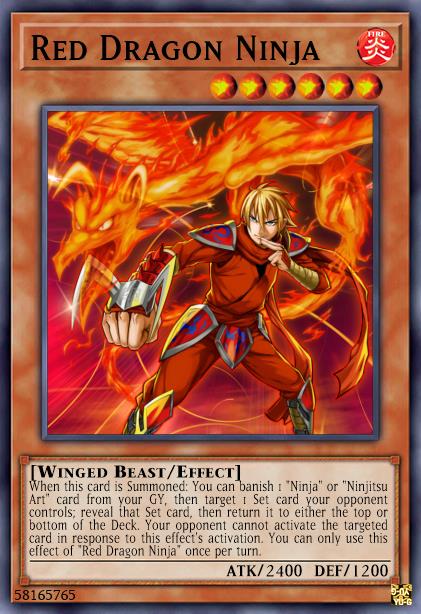 Red Dragon Ninja
FIRE
炎
[Winged Beast/Effect]
When this card is Summoned: You can banish 1 "Ninja" or "Ninjitsu
Art" card from your GY, then target 1 Set card your opponent
controls; reveal that Set card, then return it to either the top or
bottom of the Deck. Your opponent cannot activate the targeted
card in response to this effect's activation. You can only use this
effect of "Red Dragon Ninja" once per turn.
ATK/2400 DEF/1200
58165765